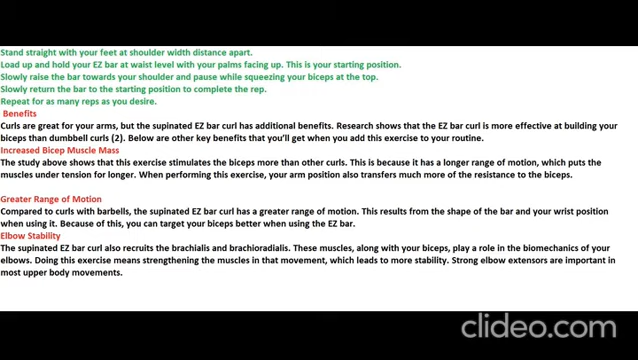 Stand straight with your feet at shoulder width distance apart.
Load up and hold your EZ bar at waist level with your palms facing up. This is your starting position.
Slowly raise the bar towards your shoulder and pause while squeezing your biceps at the top.
Slowly return the bar to the starting position to complete the rep.
Repeat for as many reps as you desire.
Benefits
Curls are great for your arms, but the supinated EZ bar curl has additional benefits. Research shows that the EZ bar curl is more effective at building your
biceps than dumbbell curls (2). Below are other key benefits that you'll get when you add this exercise to your routine.
Increased Bicep Muscle Mass
The study above shows that this exercise stimulates the biceps more than other curls. This is because it has a longer range of motion, which puts the
muscles under tension for longer. When performing this exercise, your arm position also transfers much more of the resistance to the biceps.
Greater Range of Motion
Compared to curls with barbells, the supinated EZ bar curl has a greater range of motion. This results from the shape of the bar and your wrist position
when using it. Because of this, you can target your biceps better when using the EZ bar.
Elbow Stability
The supinated EZ bar curl also recruits the brachialis and brachioradialis. These muscles, along with your biceps, play a role in the biomechanics of your
elbows. Doing this exercise means strengthening the muscles in that movement, which leads to more stability. Strong elbow extensors are important in
most upper body movements.
clideo.com